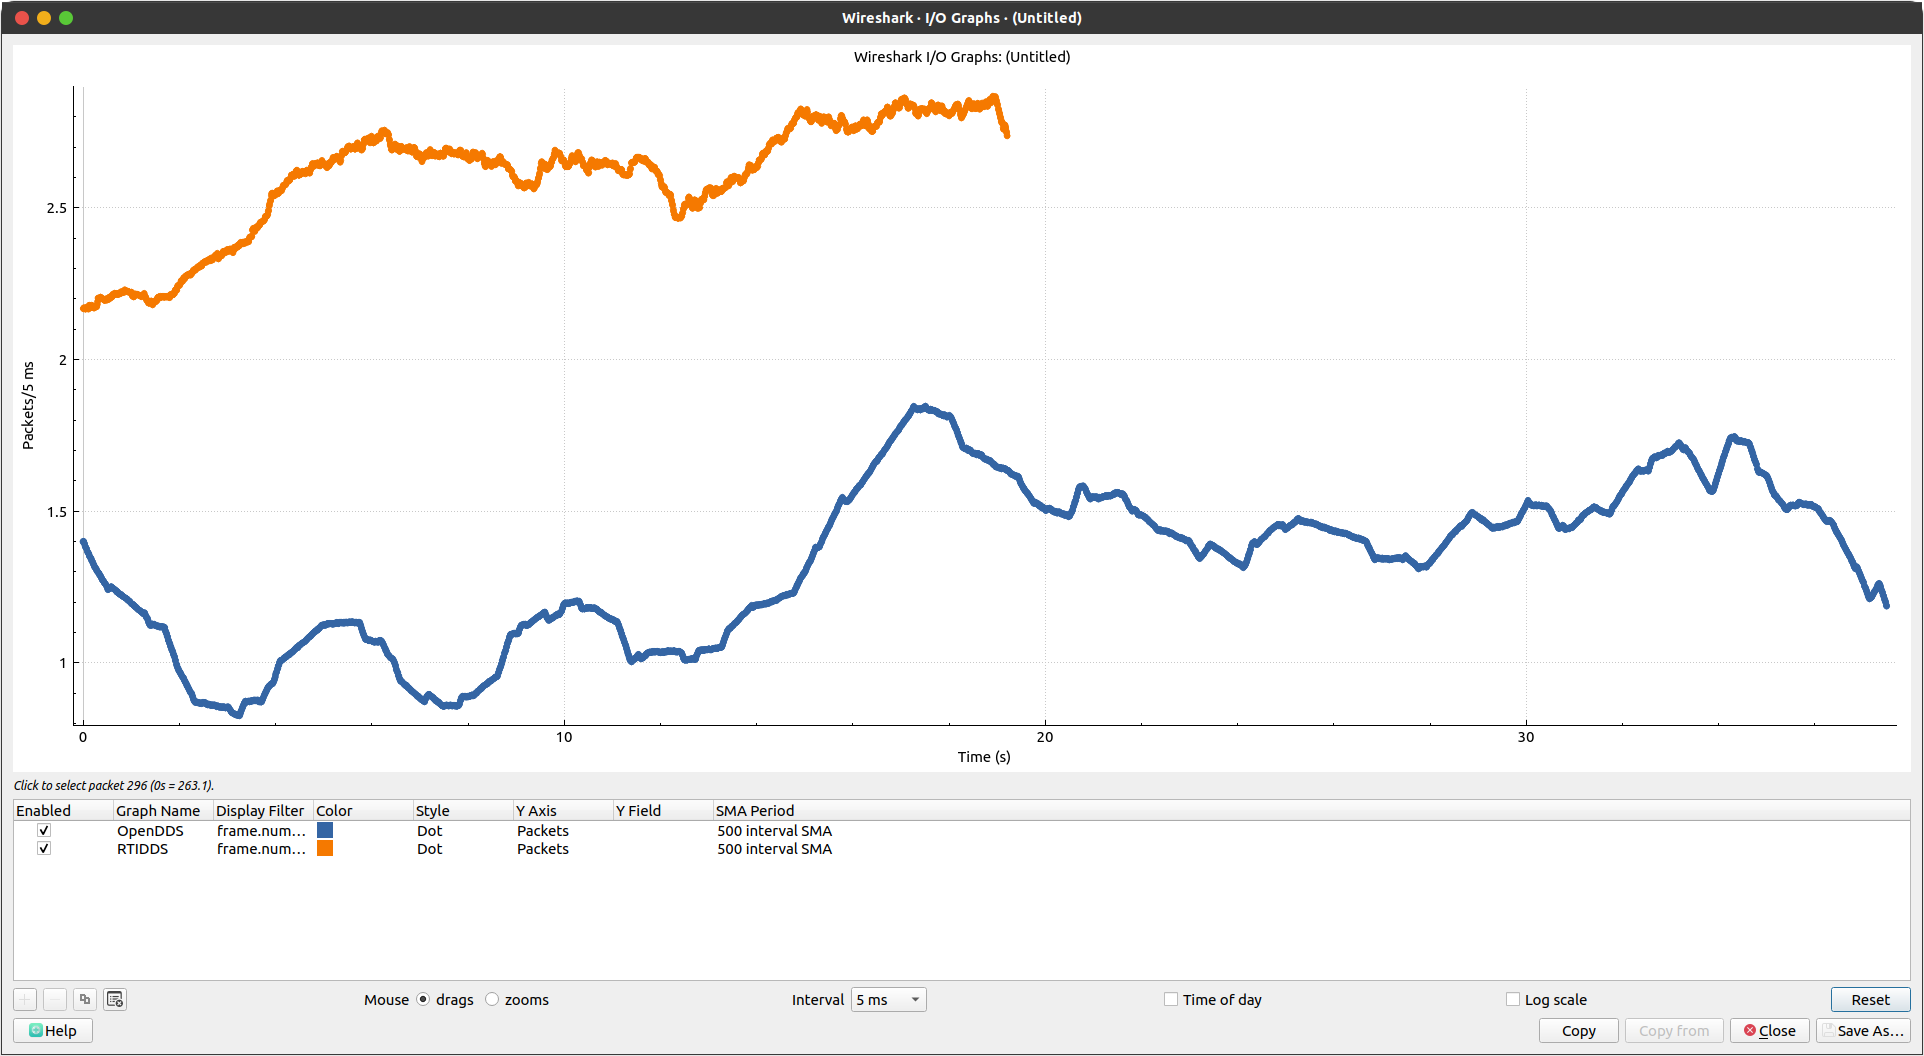 Wireshark · I/O Graphs · (Untitled)
Wireshark I/O Graphs: (Untitled)
2.5
2
1.5
1
Packets/5 ms
0 10 20 30
Time (s)
Click to select packet 296 (0s = 263.1).
Enabled Graph Name Display Filter Color Style Y Axis Y Field SMA Period
OpenDDS frame.num... Dot Packets 500 interval SMA
RTIDDS frame.num... Dot Packets 500 interval SMA
Mouse drags zooms Interval 5 ms Time of day Log scale Reset
Help Copy Copy from Close Save As...